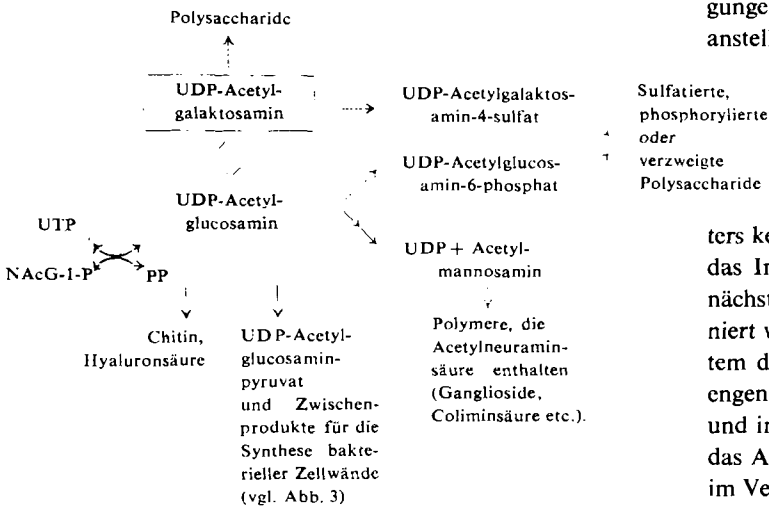 Polysaccharide
UDP-Acetyl-
galaktosamin
UDP-Acetylgalaktos-
amin-4-sulfat
Sulfatierte,
phosphorylierte
oder
verzweigte
Polysaccharide
UDP-Acetylglucos-
amin-6-phosphat
UDP-Acetyl-
glucosamin
UTP
NAcG-1-P
PP
UDP + Acetyl-
mannosamin
Chitin,
Hyaluronsäure
UDP-Acetyl-
glucosamin-
pyruvat
und Zwischen-
produkte für die
Synthese bakte-
rieller Zellwände
(vgl. Abb. 3)
Polymere, die
Acetylneuramin-
säure enthalten
(Ganglioside,
Coliminsäure etc.).
gunge
anstel
ters ke
das In
nächst
niert v
tem d
engen
und in
das A
im Ve